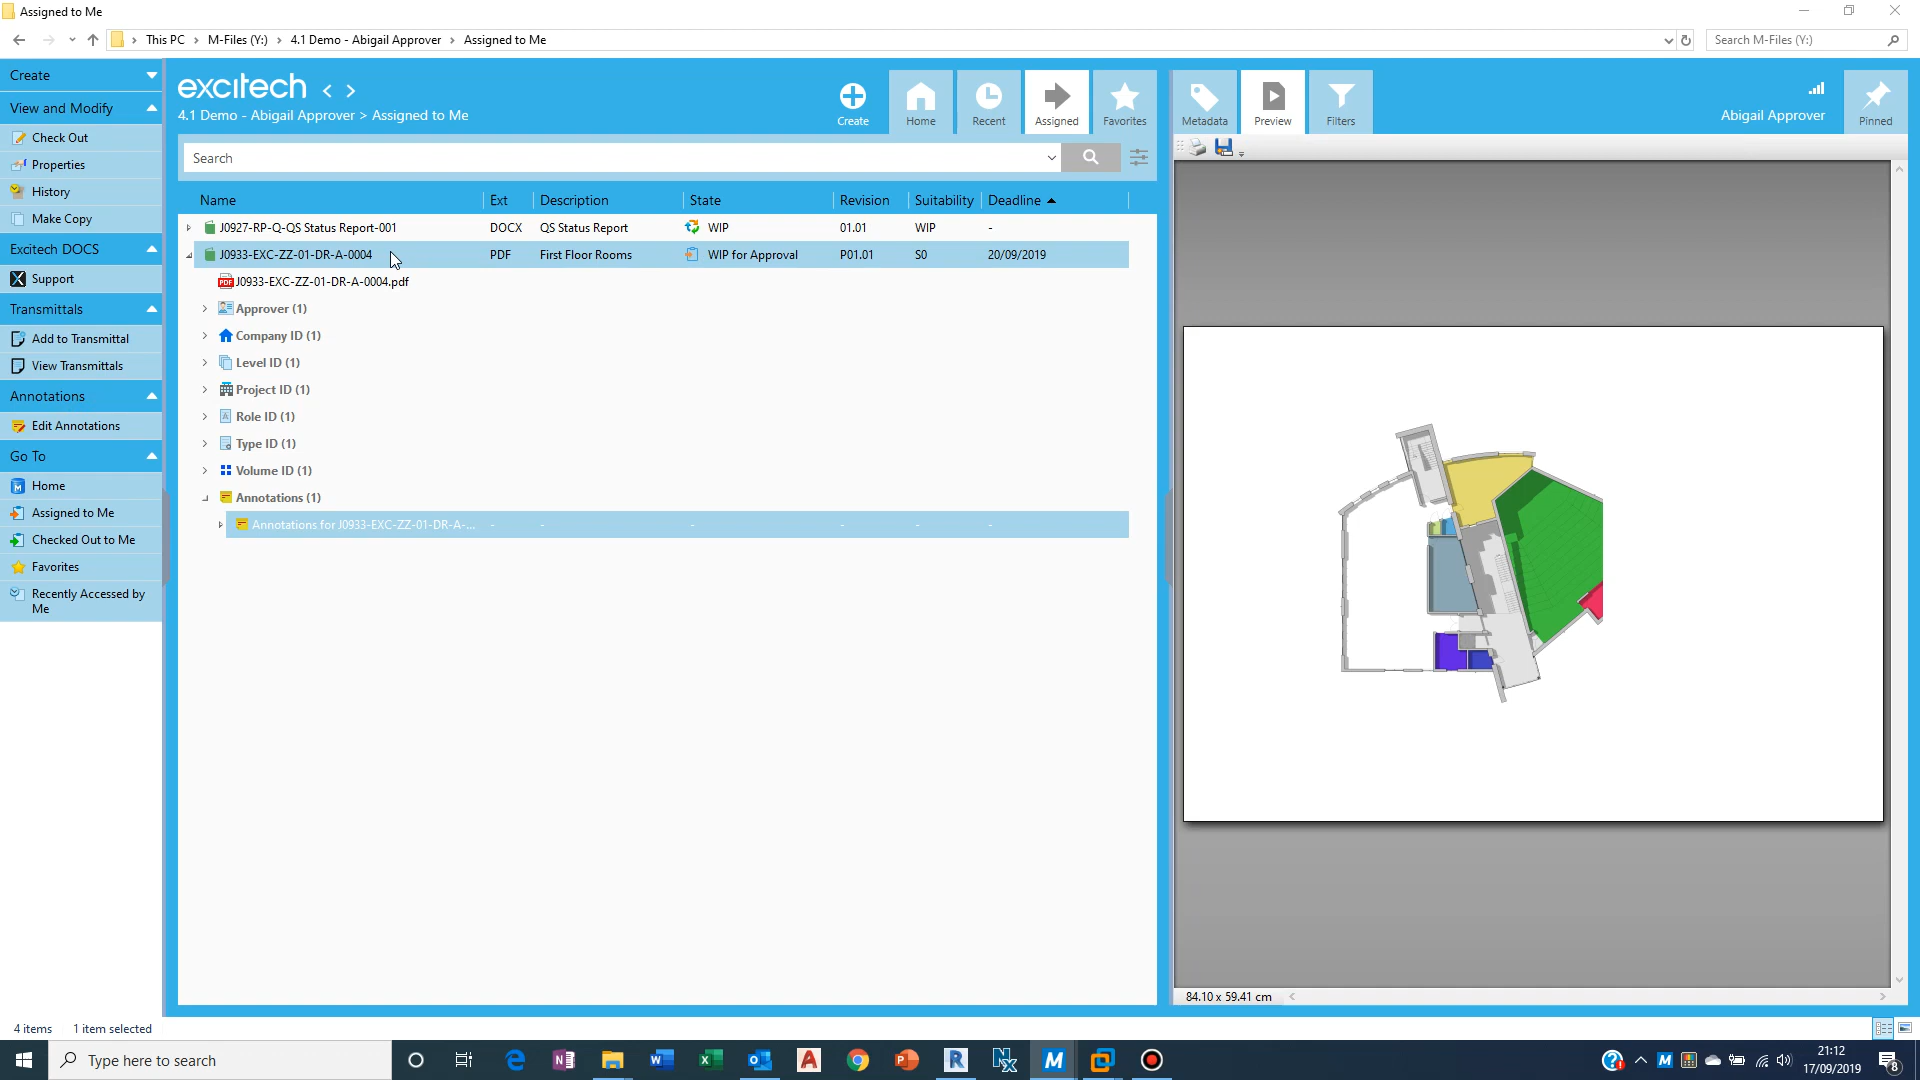 Assigned to Me
This PC > M-Files (Y:) > 4.1 Demo - Abigail Approver > Assigned to Me
Search M-Files (Y:)
Create
View and Modify
Check Out
Properties
History
Make Copy
Excitech DOCS
Support
Transmittals
Add to Transmittal
View Transmittals
Annotations
Edit Annotations
Go To
Home
Assigned to Me
Checked Out to Me
Favorites
Recently Accessed by
Me
excitech < >
4.1 Demo - Abigail Approver > Assigned to Me
Create
Home
Recent
Assigned
Favorites
Metadata
Preview
Filters
Abigail Approver
Pinned
Search
Name Ext Description State Revision Suitability Deadline
J0927-RP-Q-QS Status Report-001 DOCX QS Status Report WIP 01.01 WIP -
J0933-EXC-ZZ-01-DR-A-0004 PDF First Floor Rooms WIP for Approval P01.01 S0 20/09/2019
PDF J0933-EXC-ZZ-01-DR-A-0004.pdf
Approver (1)
Company ID (1)
Level ID (1)
Project ID (1)
Role ID (1)
Type ID (1)
Volume ID (1)
Annotations (1)
Annotations for J0933-EXC-ZZ-01-DR-A-... - - - - - -
84.10 x 59.41 cm
4 items 1 item selected
Type here to search
21:12
17/09/2019
8